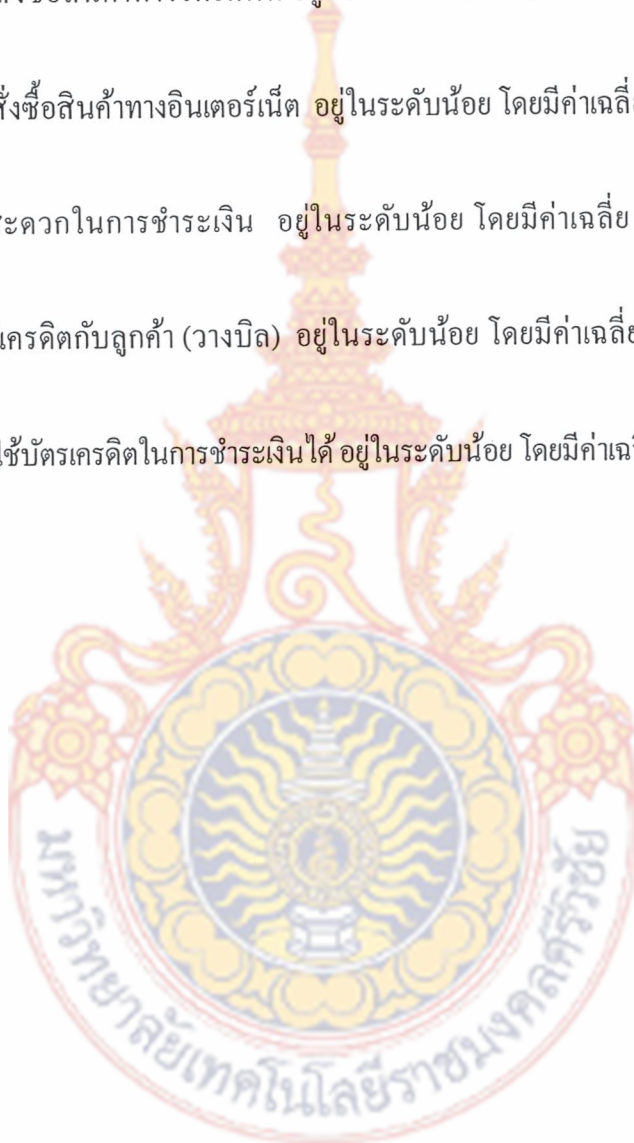 สั่งซื้อสินค้าทางอินเตอร์เน็ต อยู่ในระดับน้อย โดยมีค่าเฉลี่ย
สะดวกในการชำระเงิน อยู่ในระดับน้อย โดยมีค่าเฉลี่ย
เครดิตกับลูกค้า (วางบิล) อยู่ในระดับน้อย โดยมีค่าเฉลี่ย
ใช้บัตรเครดิตในการชำระเงินได้ อยู่ในระดับน้อย โดยมีค่า
มหาวิทยาลัยเทคโนโลยีราชมงคลศรีวิชัย